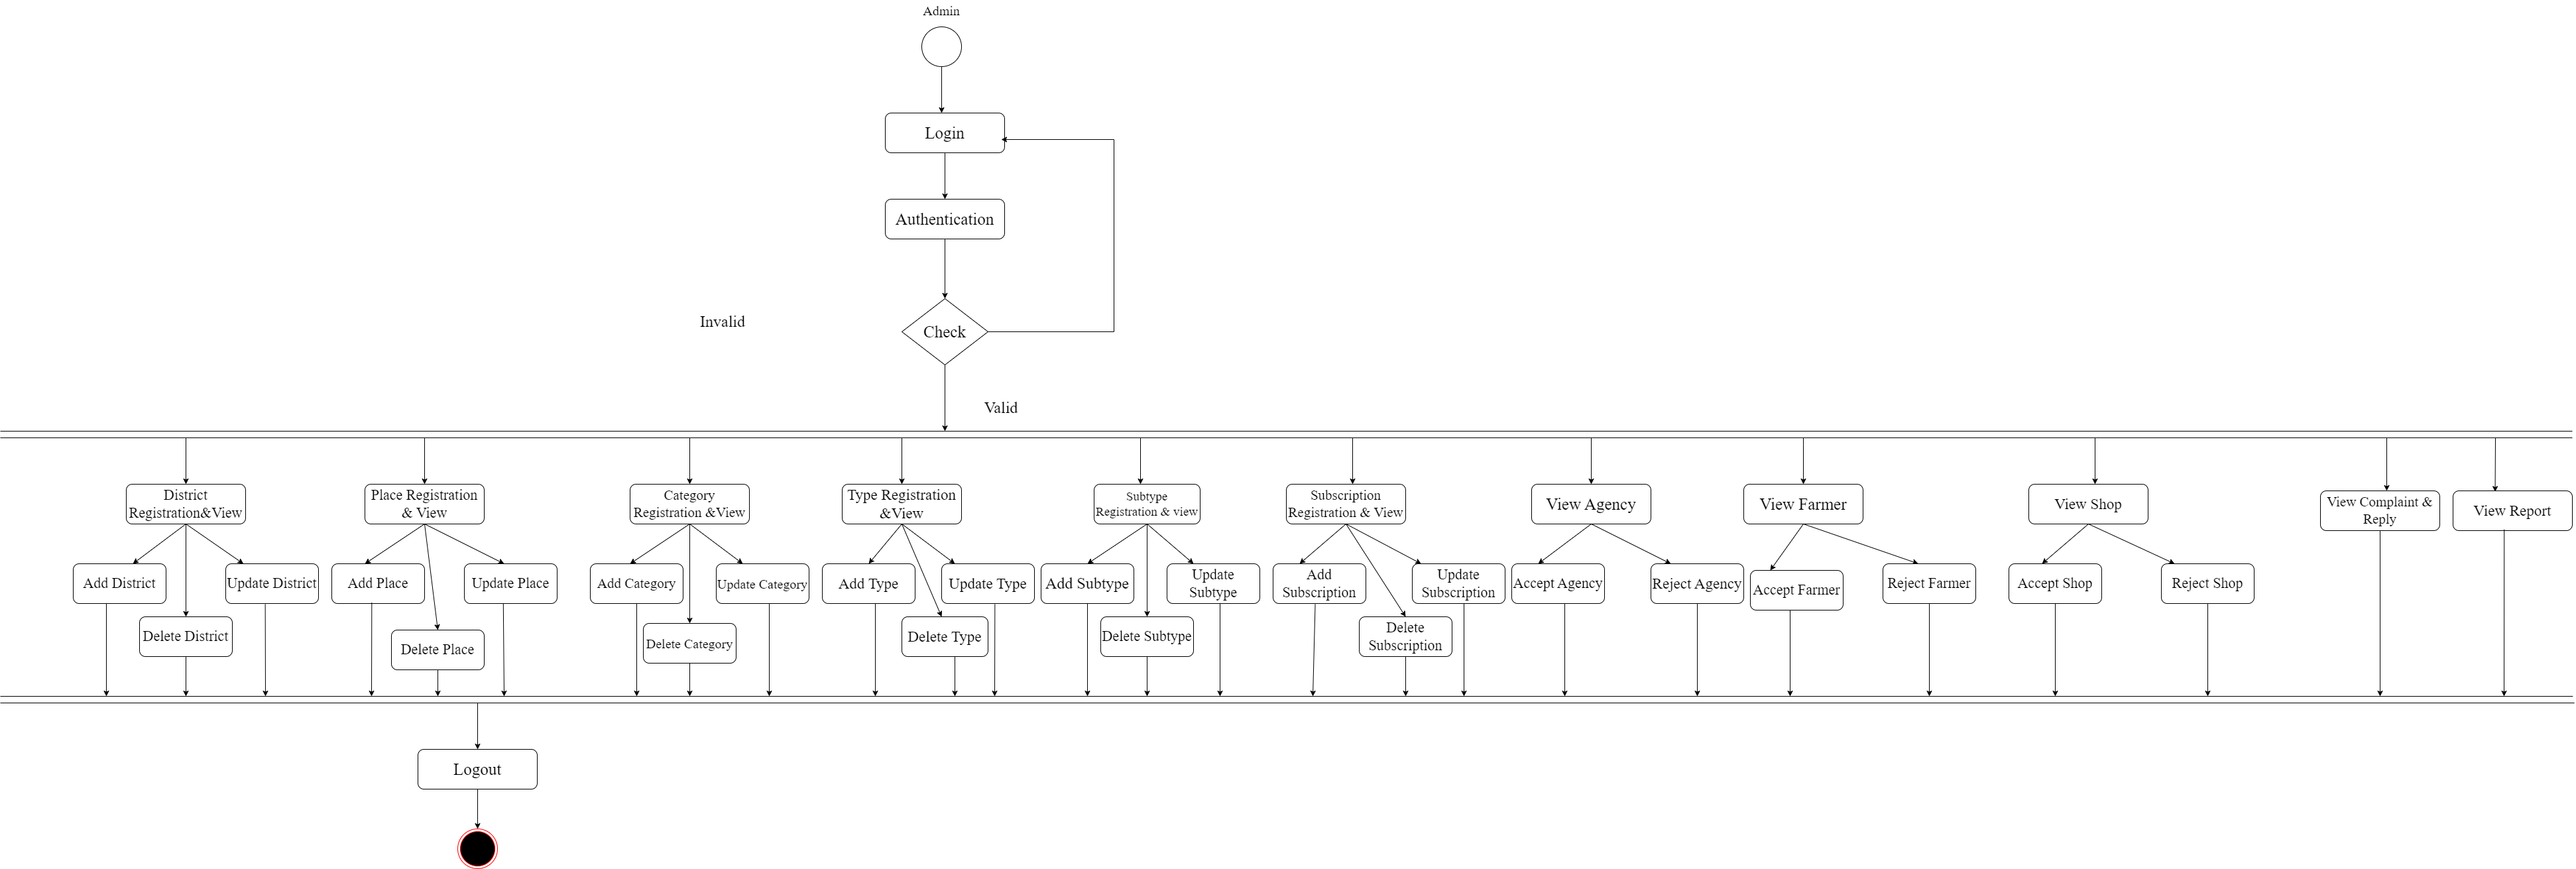 Admin
Login
Authentication
Invalid
Check
Valid
District
Registration&View
Place Registration
& View
Category
Registration &View
Type Registration
&View
Subtype
Registration & view
Subscription
Registration & View
View Agency
View Farmer
View Shop
View Complaint &
Reply
View Report
Add District
Update District
Add Place
Update Place
Add Category
Update Category
Add Type
Update Type
Add Subtype
Update
Subtype
Add
Subscription
Update
Subscription
Accept Agency
Reject Agency
Accept Farmer
Reject Farmer
Accept Shop
Reject Shop
Delete District
Delete Place
Delete Category
Delete Type
Delete Subtype
Delete
Subscription
Logout